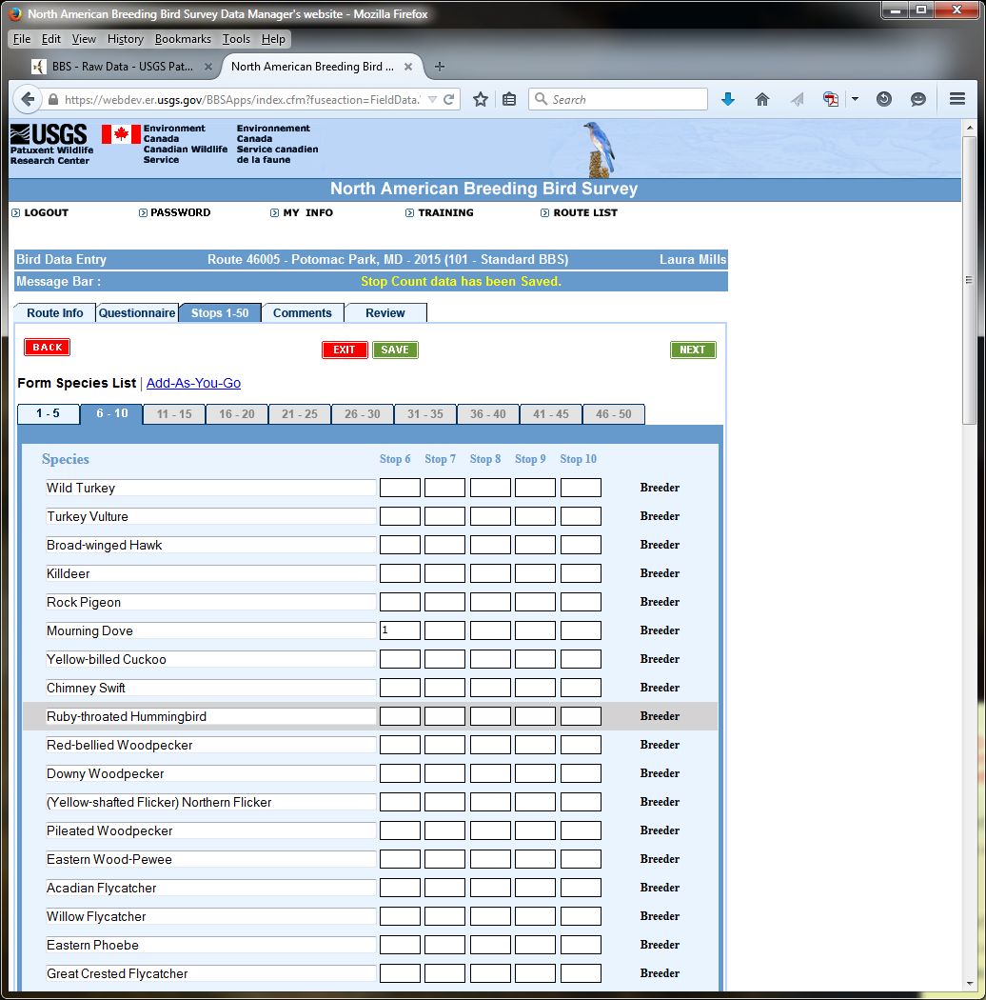 North American Breeding Bird Survey Data Manager's website - Mozilla Firefox
File Edit View History Bookmarks Tools Help
BBS - Raw Data - USGS Pat... North American Breeding Bird ...
https://webdev.er.usgs.gov/BBSApps/index.cfm?fuseaction=FieldData. Search
USGS
Patuxent Wildlife
Research Center
Environment
Canada
Canadian Wildlife
Service
Environnement
Canada
Service canadien
de la faune
North American Breeding Bird Survey
LOGOUT PASSWORD MY INFO TRAINING ROUTE LIST
Bird Data Entry Route 46005 - Potomac Park, MD - 2015 (101 - Standard BBS) Laura Mills
Message Bar : Stop Count data has been Saved.
Route Info Questionnaire Stops 1-50 Comments Review
BACK EXIT SAVE NEXT
Form Species List | Add-As-You-Go
1 - 5 6 - 10 11 - 15 16 - 20 21 - 25 26 - 30 31 - 35 36 - 40 41 - 45 46 - 50
Species Stop 6 Stop 7 Stop 8 Stop 9 Stop 10
Wild Turkey Breeder
Turkey Vulture Breeder
Broad-winged Hawk Breeder
Killdeer Breeder
Rock Pigeon Breeder
Mourning Dove 1 Breeder
Yellow-billed Cuckoo Breeder
Chimney Swift Breeder
Ruby-throated Hummingbird Breeder
Red-bellied Woodpecker Breeder
Downy Woodpecker Breeder
(Yellow-shafted Flicker) Northern Flicker Breeder
Pileated Woodpecker Breeder
Eastern Wood-Pewee Breeder
Acadian Flycatcher Breeder
Willow Flycatcher Breeder
Eastern Phoebe Breeder
Great Crested Flycatcher Breeder